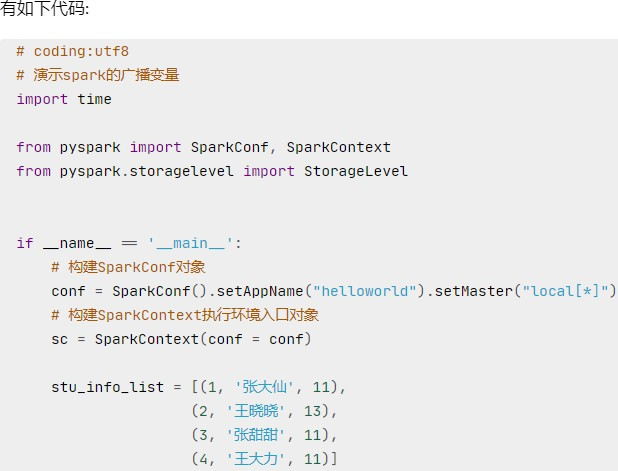 有如下代码:
# coding:utf8
# 演示spark的广播变量
import time
from pyspark import SparkConf, SparkContext
from pyspark.storagelevel import StorageLevel
if __name__ == '__main__':
# 构建SparkConf对象
conf = SparkConf().setAppName("helloworld").setMaster("local[*]")
# 构建SparkContext执行环境入口对象
sc = SparkContext(conf = conf)
stu_info_list = [(1, '张大仙', 11),
(2, '王晓晓', 13),
(3, '张甜甜', 11),
(4, '王大力', 11)]